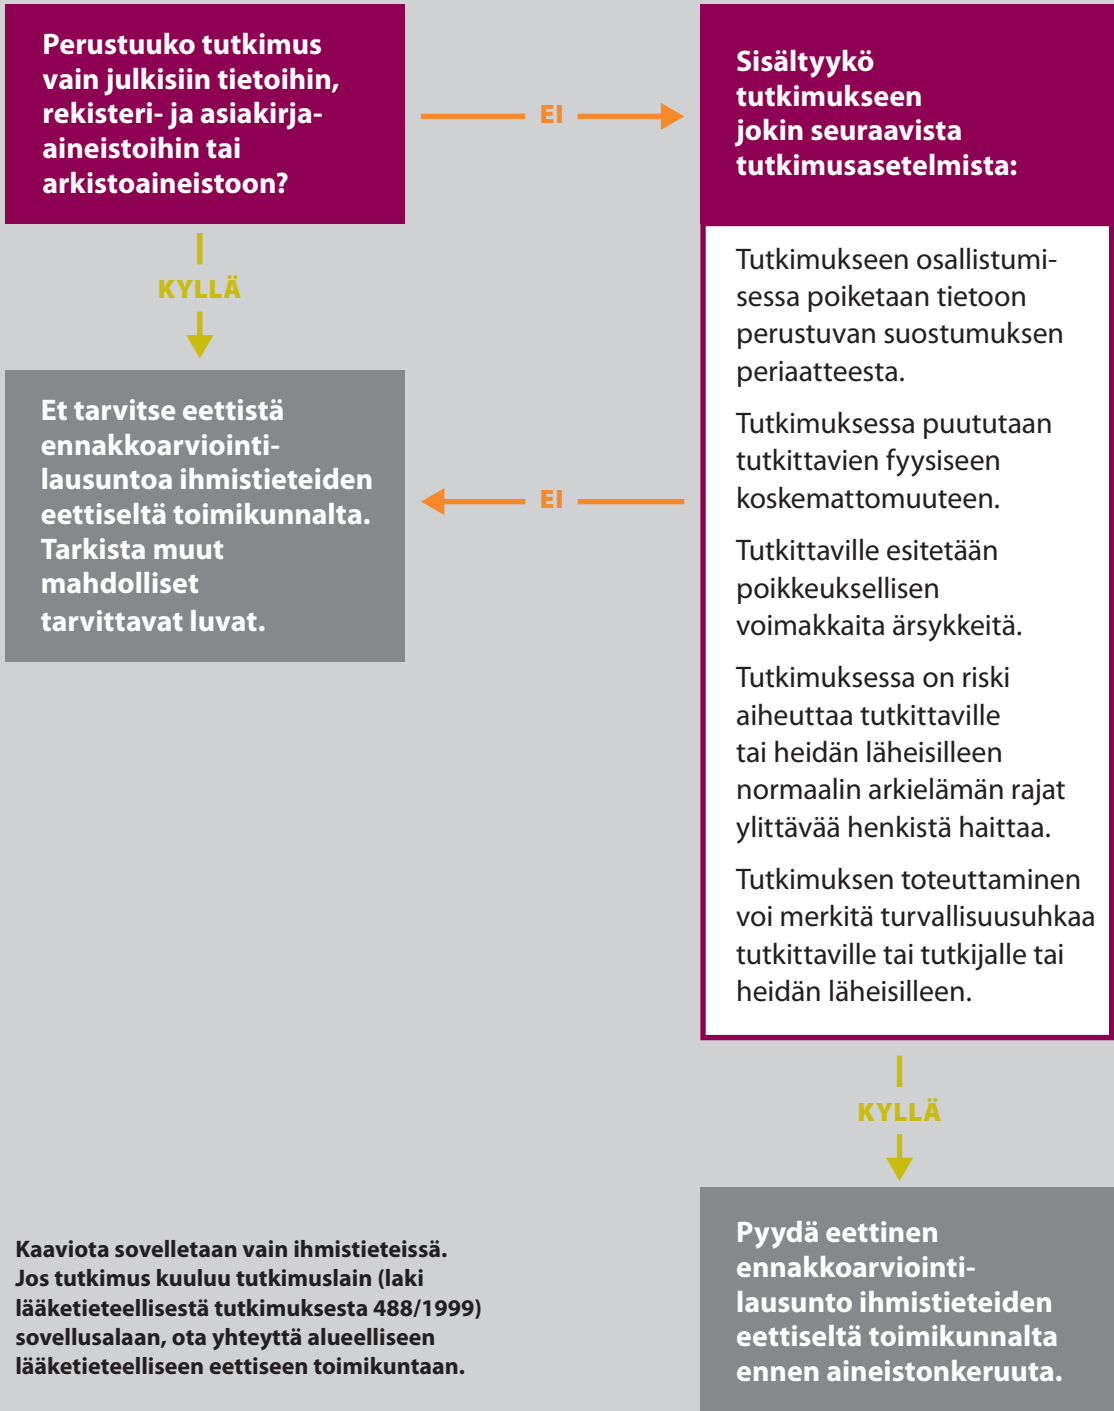 Perustuuko tutkimus
vain julkisiin tietoihin,
rekisteri- ja asiakirja-
aineistoihin tai
arkistoaineistoon?
EI
Sisältyykö
tutkimukseen
jokin seuraavista
tutkimusasetelmista:
Tutkimukseen osallistumi-
sessa poiketaan tietoon
perustuvan suostumuksen
periaatteesta.
Tutkimuksessa puututaan
tutkittavien fyysiseen
koskemattomuuteen.
Tutkittaville esitetään
poikkeuksellisen
voimakkaita ärsykkeitä.
Tutkimuksessa on riski
aiheuttaa tutkittaville
tai heidän läheisilleen
normaalin arkielämän rajat
ylittävää henkistä haittaa.
Tutkimuksen toteuttaminen
voi merkitä turvallisuusuhkaa
tutkittaville tai tutkijalle tai
heidän läheisilleen.
KYLLÄ
Et tarvitse eettistä
ennakkoarviointi-
lausuntoa ihmistieteiden
eettiseltä toimikunnalta.
Tarkista muut
mahdolliset
tarvittavat luvat.
EI
KYLLÄ
Pyydä eettinen
ennakkoarviointi-
lausunto ihmistieteiden
eettiseltä toimikunnalta
ennen aineistonkeruuta.
Kaaviota sovelletaan vain ihmistieteissä.
Jos tutkimus kuuluu tutkimuslain (laki
lääketieteellisestä tutkimuksesta 488/1999)
sovellusalaan, ota yhteyttä alueelliseen
lääketieteelliseen eettiseen toimikuntaan.